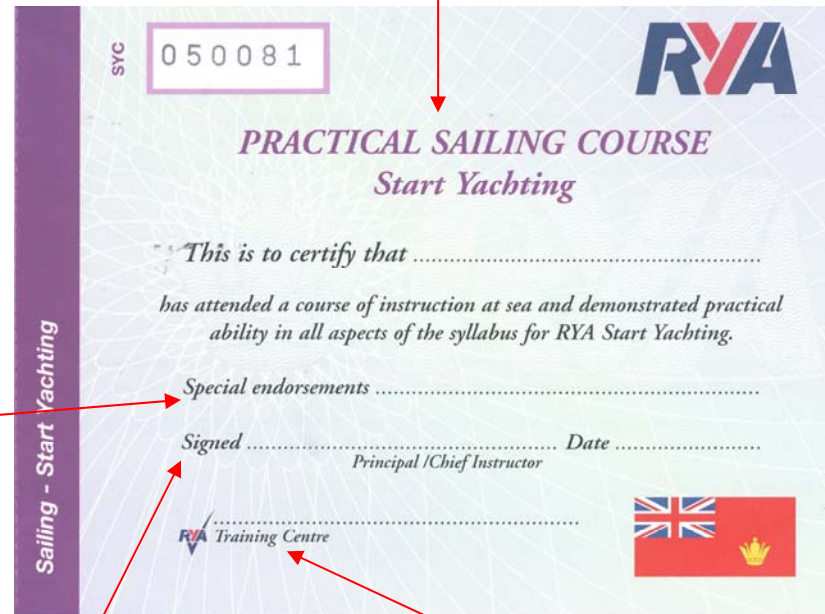 SYC
050081
RYA
PRACTICAL SAILING COURSE
Start Yachting
This is to certify that ................................................
has attended a course of instruction at sea and demonstrated practical
ability in all aspects of the syllabus for RYA Start Yachting.
Special endorsements ....................................................
Signed .......................................... Date ....................
Principal /Chief Instructor
..................................................
RYA Training Centre
Sailing - Start Yachting